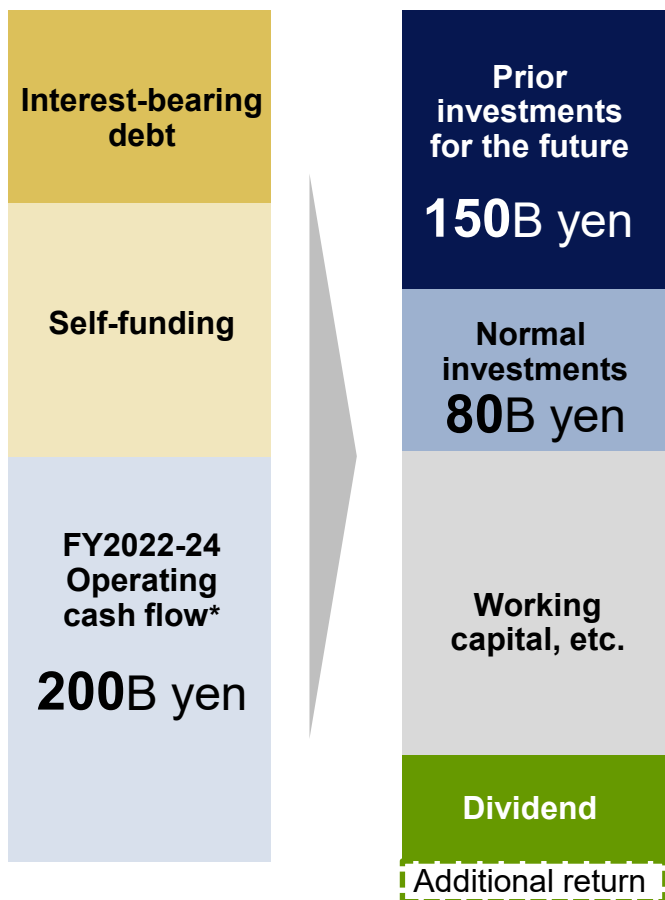 Interest-bearing
debt
Self-funding
FY2022-24
Operating
cash flow*
200B yen
Prior
investments
for the future
150B yen
Normal
investments
80B yen
Working
capital, etc.
Dividend
Additional return